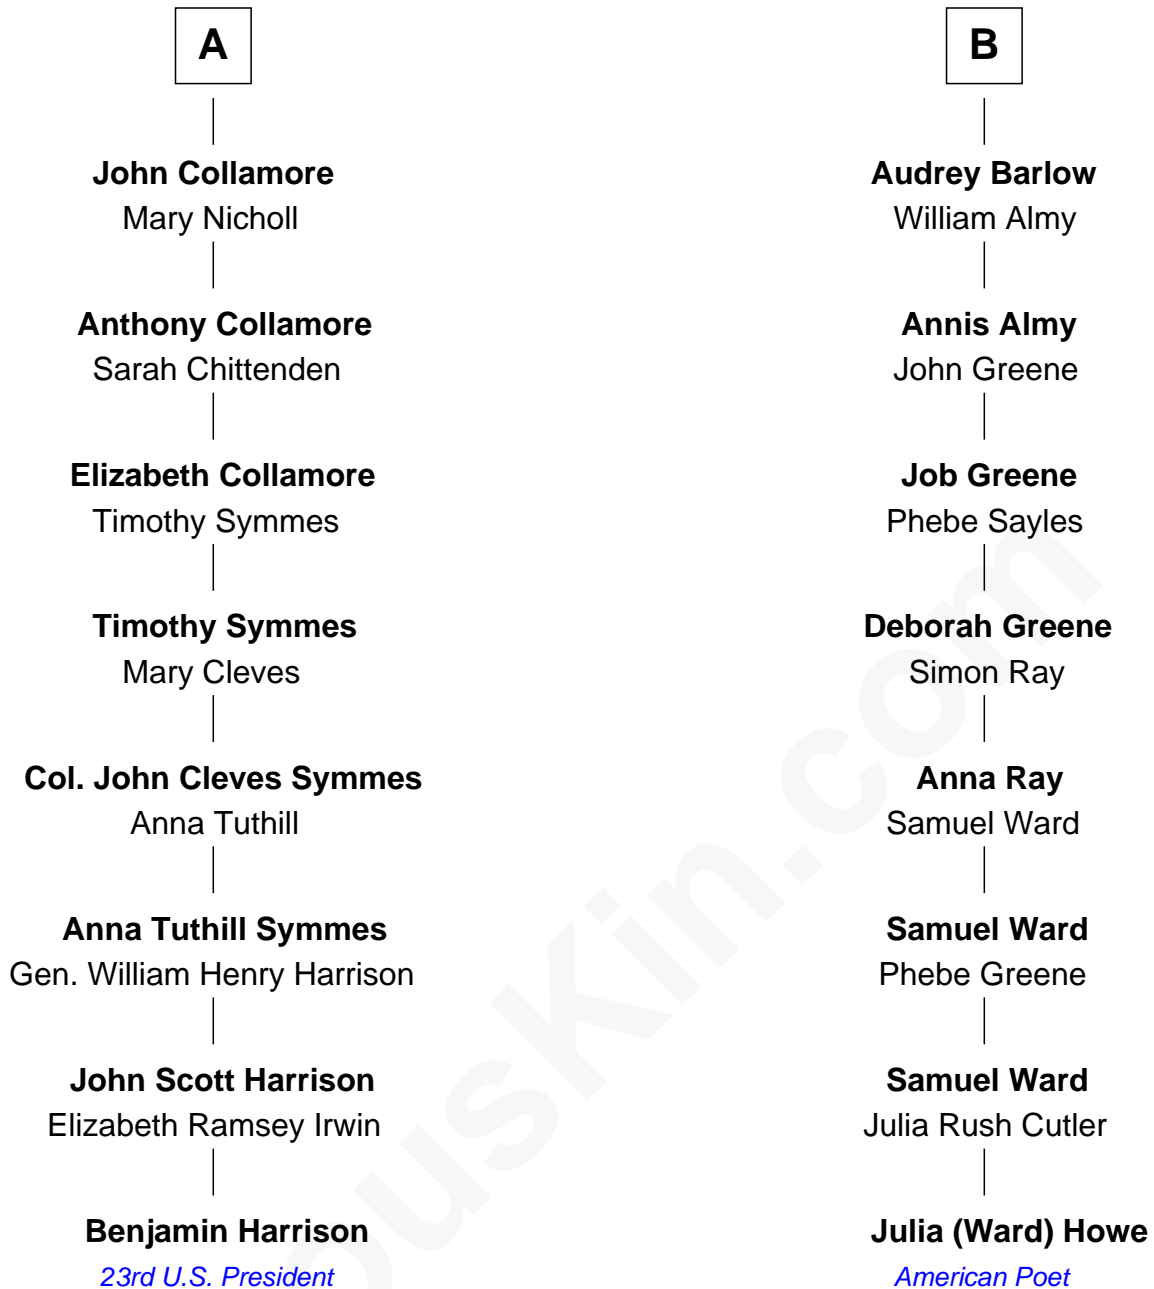 A
John Collamore
Mary Nicholl
Anthony Collamore
Sarah Chittenden
Elizabeth Collamore
Timothy Symmes
Timothy Symmes
Mary Cleves
Col. John Cleves Symmes
Anna Tuthill
Anna Tuthill Symmes
Gen. William Henry Harrison
John Scott Harrison
Elizabeth Ramsey Irwin
Benjamin Harrison
23rd U.S. President
B
Audrey Barlow
William Almy
Annis Almy
John Greene
Job Greene
Phebe Sayles
Deborah Greene
Simon Ray
Anna Ray
Samuel Ward
Samuel Ward
Phebe Greene
Samuel Ward
Julia Rush Cutler
Julia (Ward) Howe
American Poet
ousKin.com